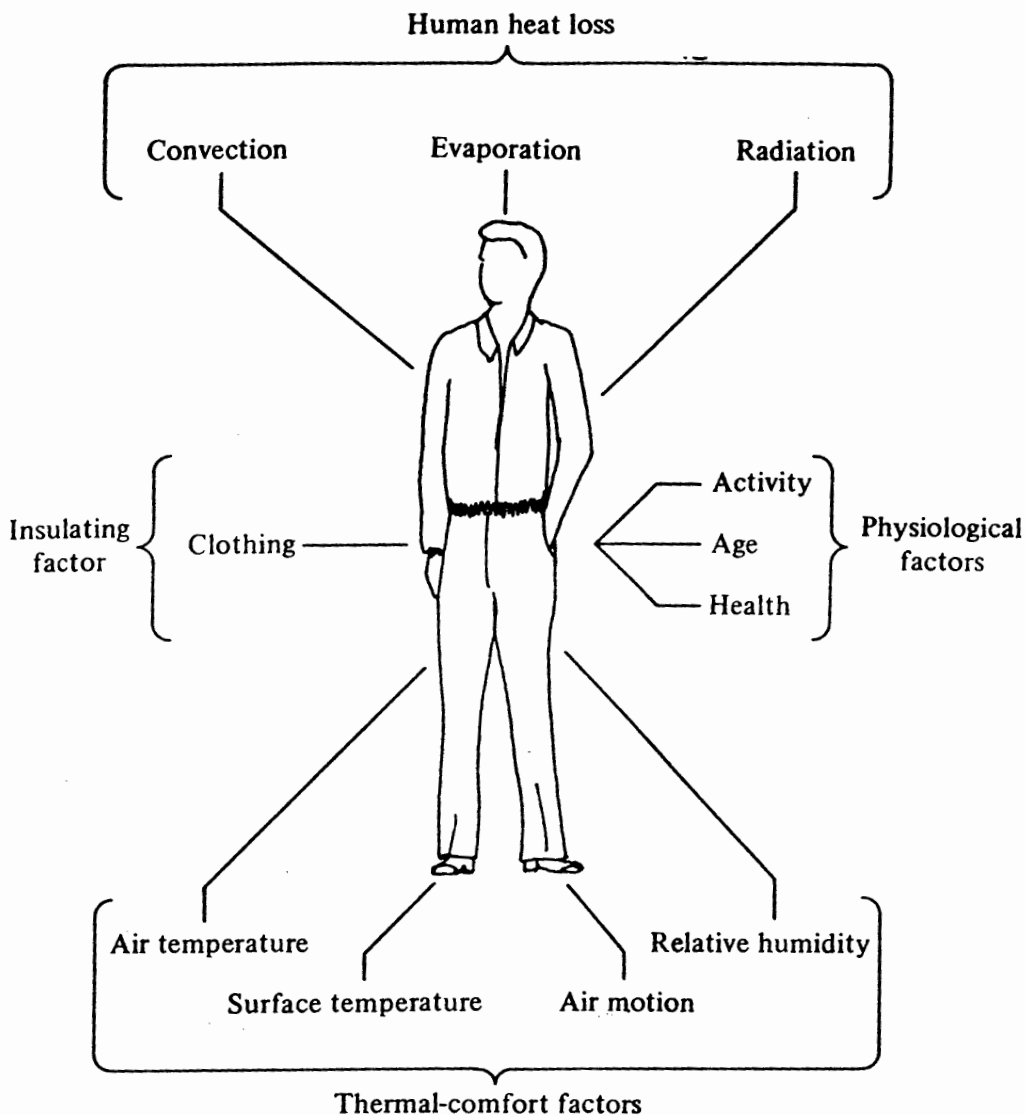 Human heat loss
Convection
Evaporation
Radiation
Insulating
factor
Clothing
Activity
Age
Health
Physiological
factors
Air temperature
Relative humidity
Surface temperature
Air motion
Thermal-comfort factors